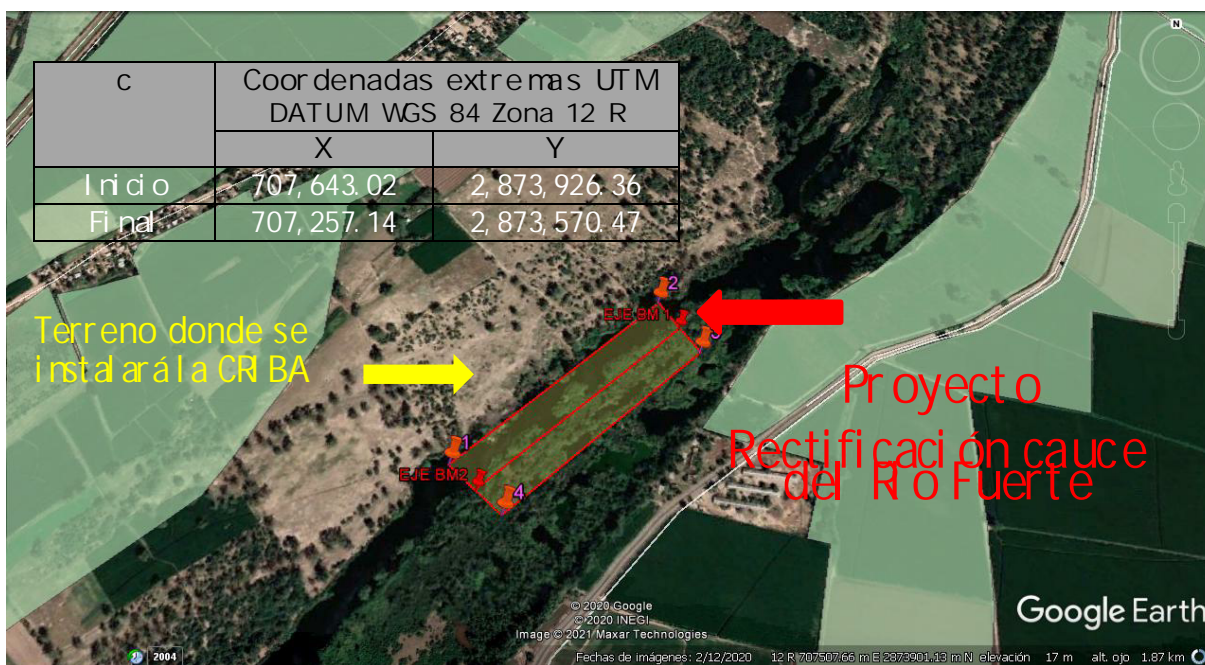 N
c
Coordenadas extremas UTM
DATUM WGS 84 Zona 12 R
X Y
Inicio 707,643.02 2,873,926.36
Final 707,257.14 2,873,570.47
2
EJE BM 1
3
Terreno donde se
instalará la CRIBA
Proyecto
Rectificación cauce
del Río Fuerte
1
EJE BM2
4
© 2020 Google
© 2020 INEGI
Image © 2021 Maxar Technologies
Google Earth
2004
Fechas de imágenes: 2/12/2020 12 R 707507.66 m E 2873901.13 m N elevación 17 m alt. ojo 1.87 km